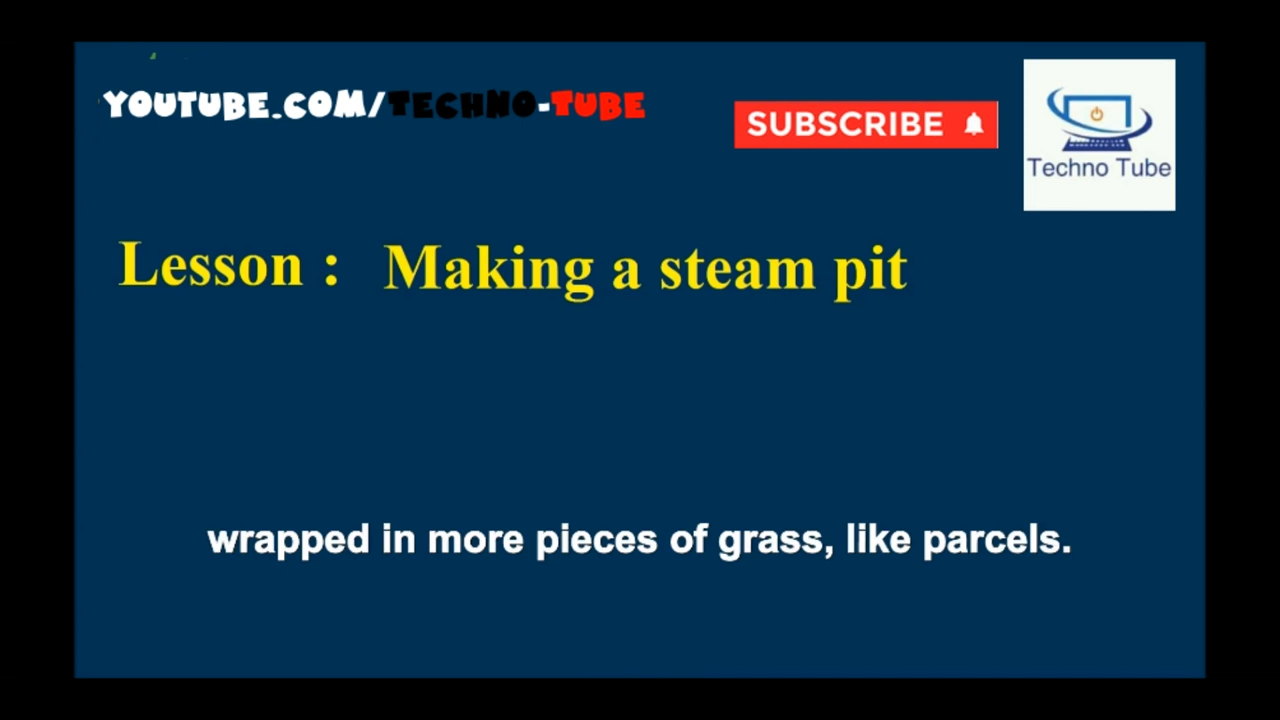 YOUTUBE.COM/TECHNO-TUBE
SUBSCRIBE
Techno Tube
Lesson : Making a steam pit
wrapped in more pieces of grass, like parcels.